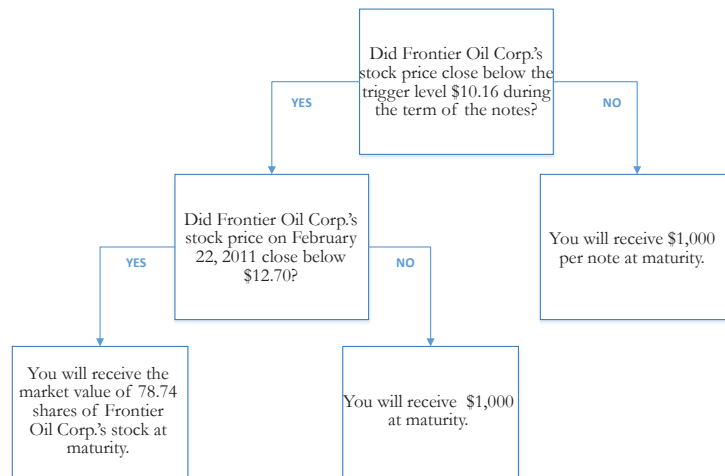 Did Frontier Oil Corp.'s
stock price close below the
trigger level $10.16 during
the term of the notes?
YES
NO
Did Frontier Oil Corp.'s
stock price on February
22, 2011 close below
$12.70?
You will receive $1,000
per note at maturity.
YES
NO
You will receive the
market value of 78.74
shares of Frontier
Oil Corp.'s stock at
maturity.
You will receive $1,000
at maturity.